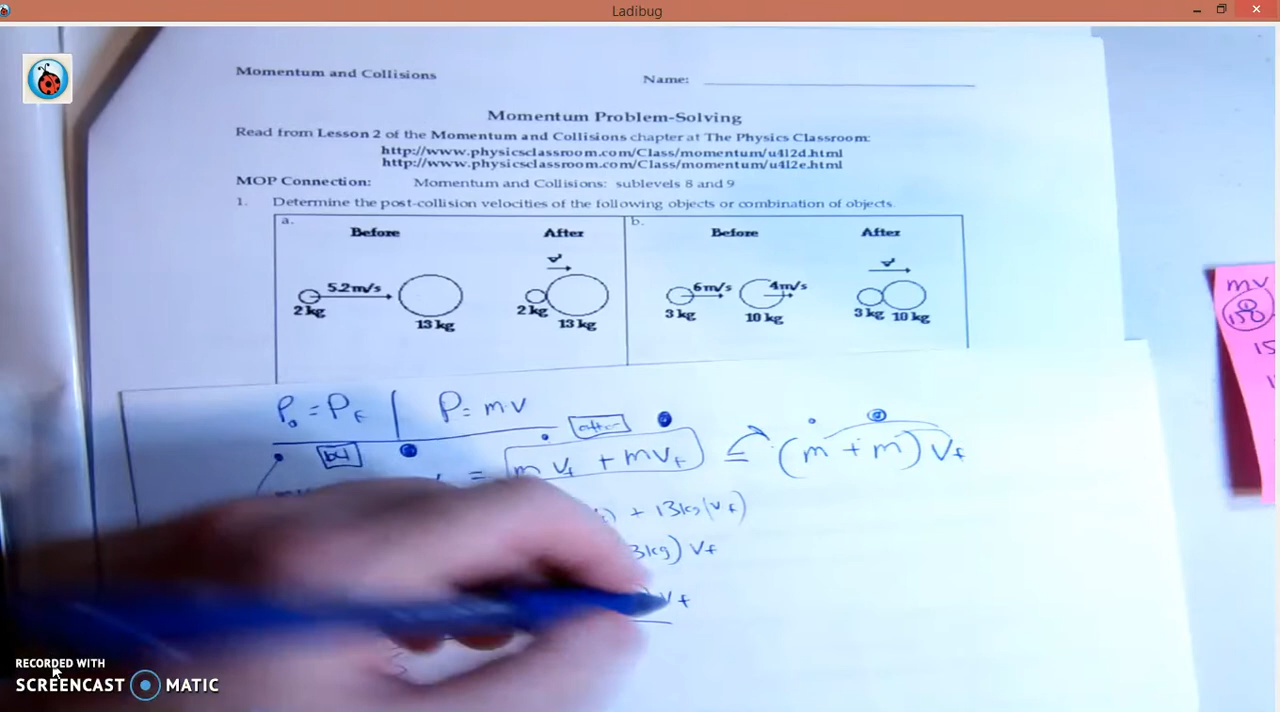 Ladibug
Momentum and Collisions Name:
Momentum Problem-Solving
Read from Lesson 2 of the Momentum and Collisions chapter at The Physics Classroom:
http://www.physicsclassroom.com/Class/momentum/u4l2d.html
http://www.physicsclassroom.com/Class/momentum/u4l2e.html
MOP Connection: Momentum and Collisions: sublevels 8 and 9
1. Determine the post-collision velocities of the following objects or combination of objects.
a. Before After
v
5.2 m/s
2 kg 13 kg 2 kg 13 kg
b. Before After
v
6 m/s 4 m/s
3 kg 10 kg 3 kg 10 kg
P₀ = P_f | P = m·v
after
= m v_f + m v_f = (m + m) v_f
+ 13kg(v_f)
3kg) v_f
v_f
mv
150
15
RECORDED WITH
SCREENCAST MATIC